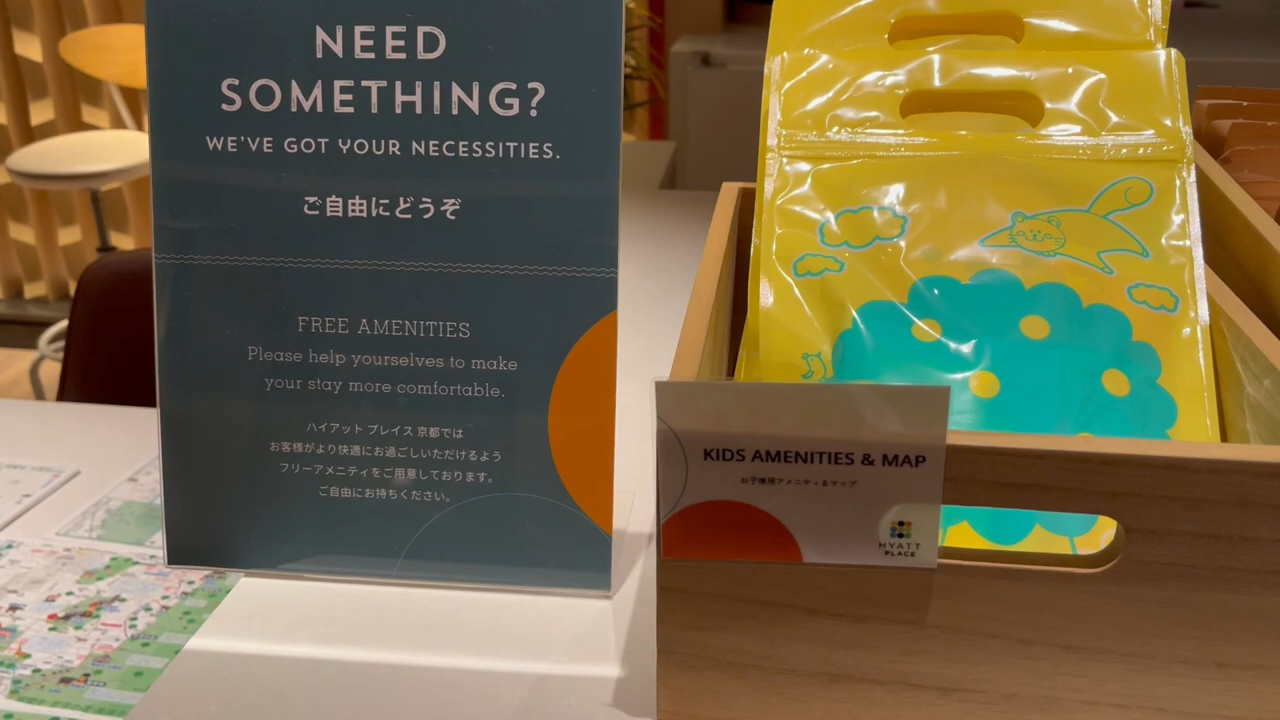 NEED
SOMETHING?
WE'VE GOT YOUR NECESSITIES.
ご自由にどうぞ
FREE AMENITIES
Please help yourselves to make
your stay more comfortable.
ハイアット プレイス 京都では
お客様がより快適にお過ごしいただけるよう
フリーアメニティをご用意しております。
ご自由にお持ちください。
KIDS AMENITIES & MAP
お子様用アメニティ&マップ
HYATT
PLACE